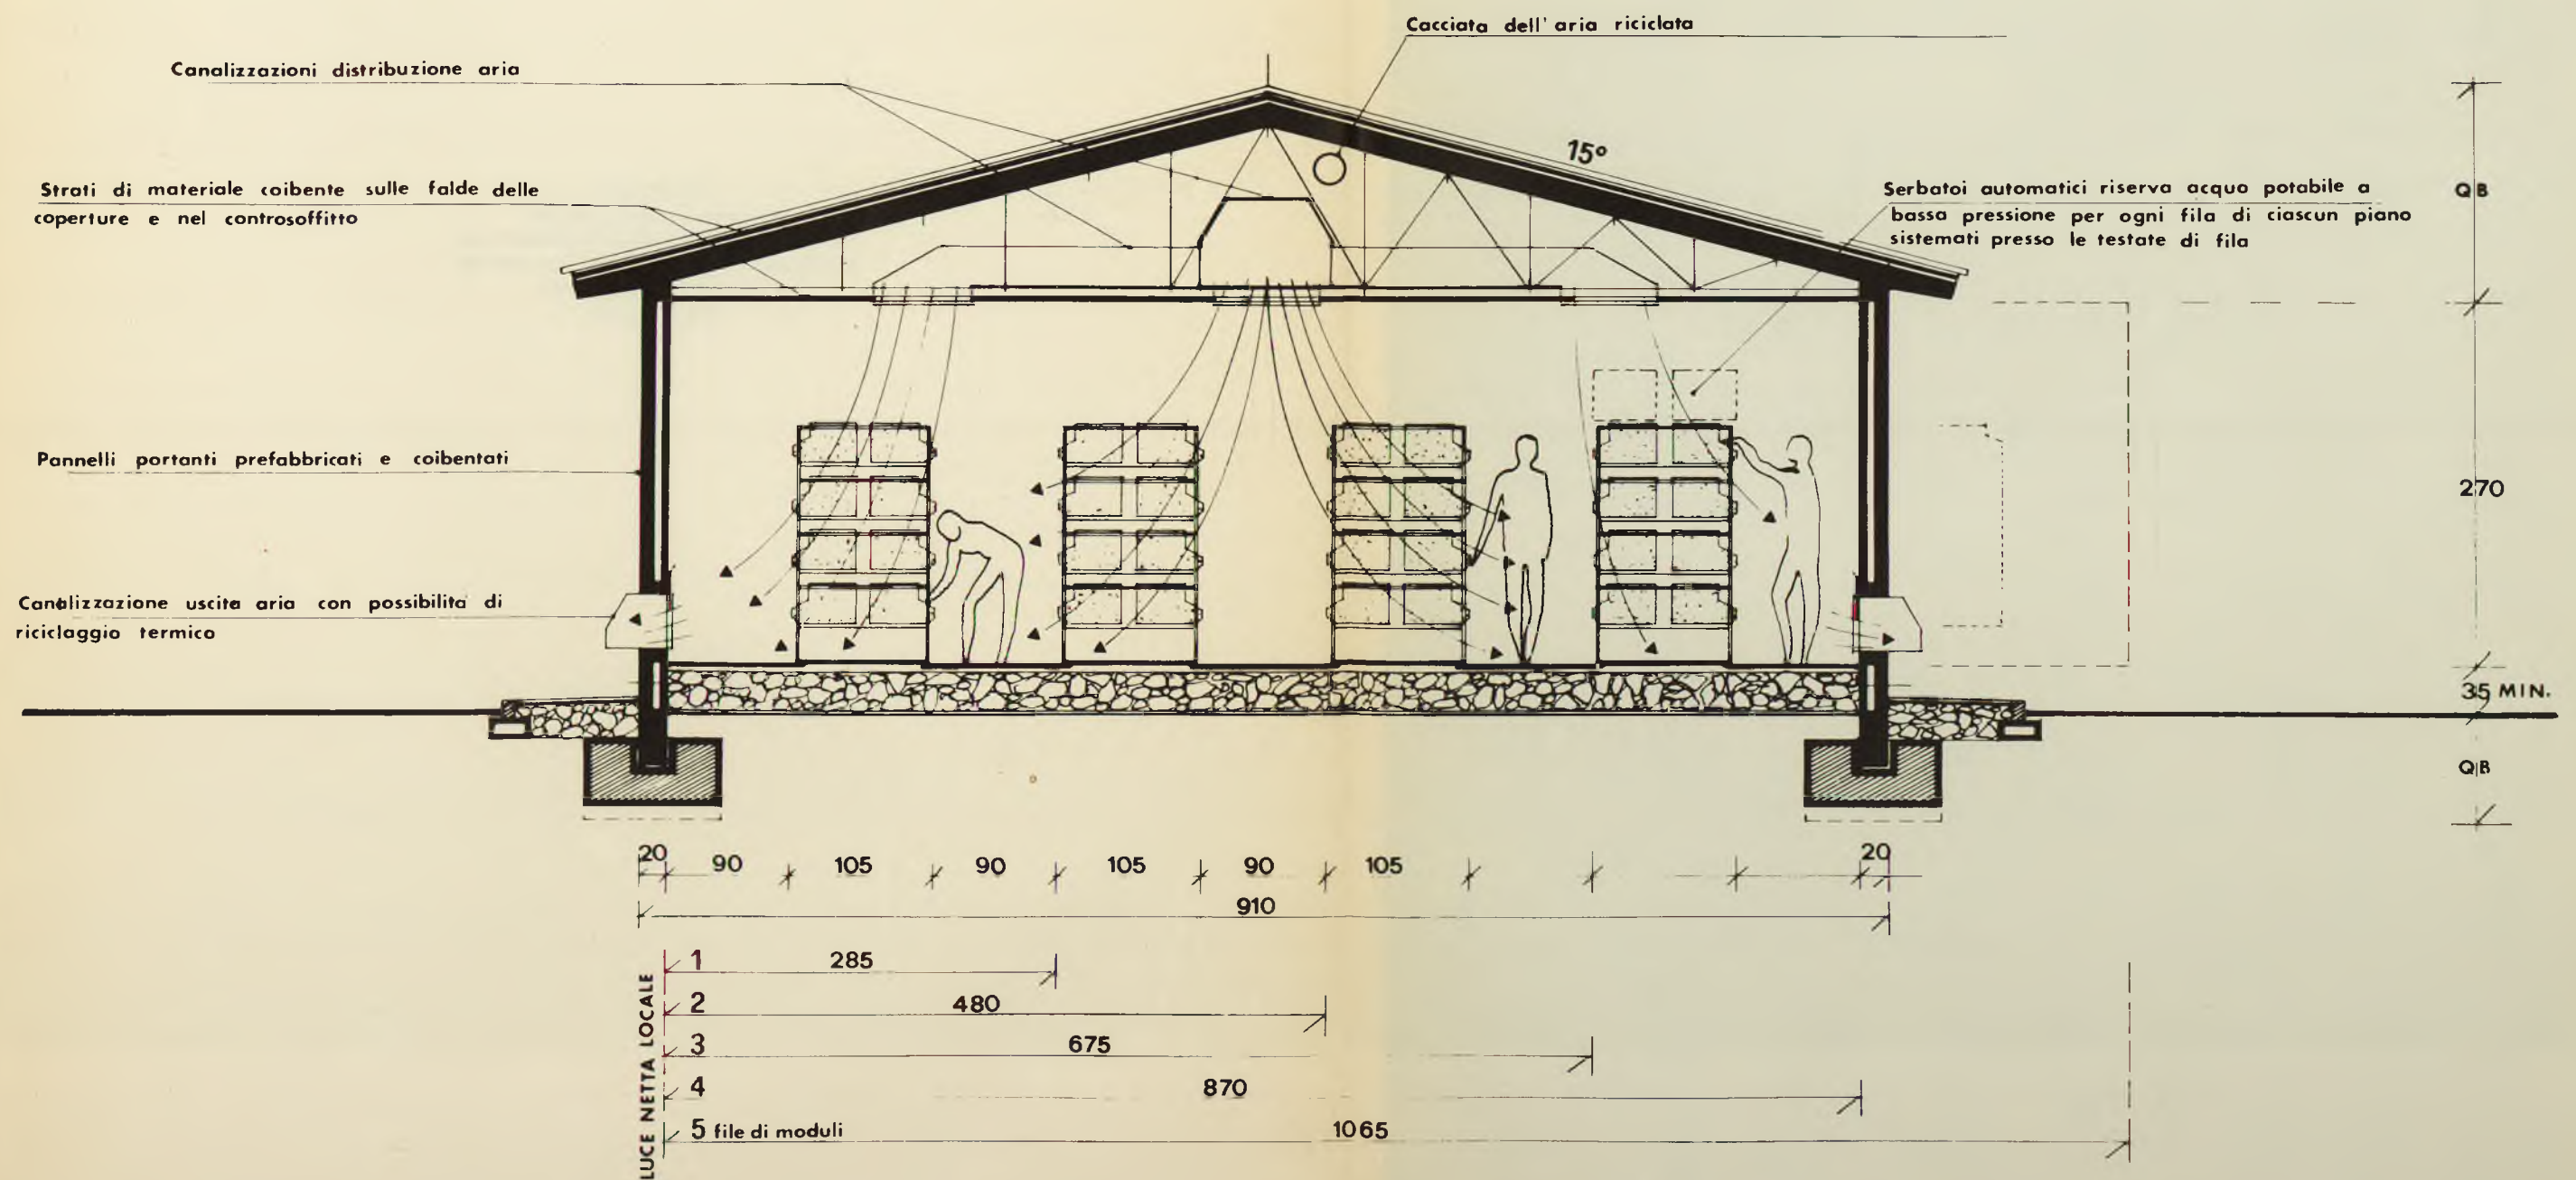 Cacciata dell' aria riciclata
Canalizzazioni distribuzione aria
15°
Strati di materiale coibente sulle falde delle
coperture e nel controsoffitto
Serbatoi automatici riserva acquo potabile a
bassa pressione per ogni fila di ciascun piano
sistemati presso le testate di fila
QB
Pannelli portanti prefabbricati e coibentati
270
Canalizzazione uscita aria con possibilita' di
riciclaggio termico
35 MIN.
QB
20 90 105 90 105 90 105 20
910
LUCE NETTA LOCALE
1 285
2 480
3 675
4 870
5 file di moduli 1065